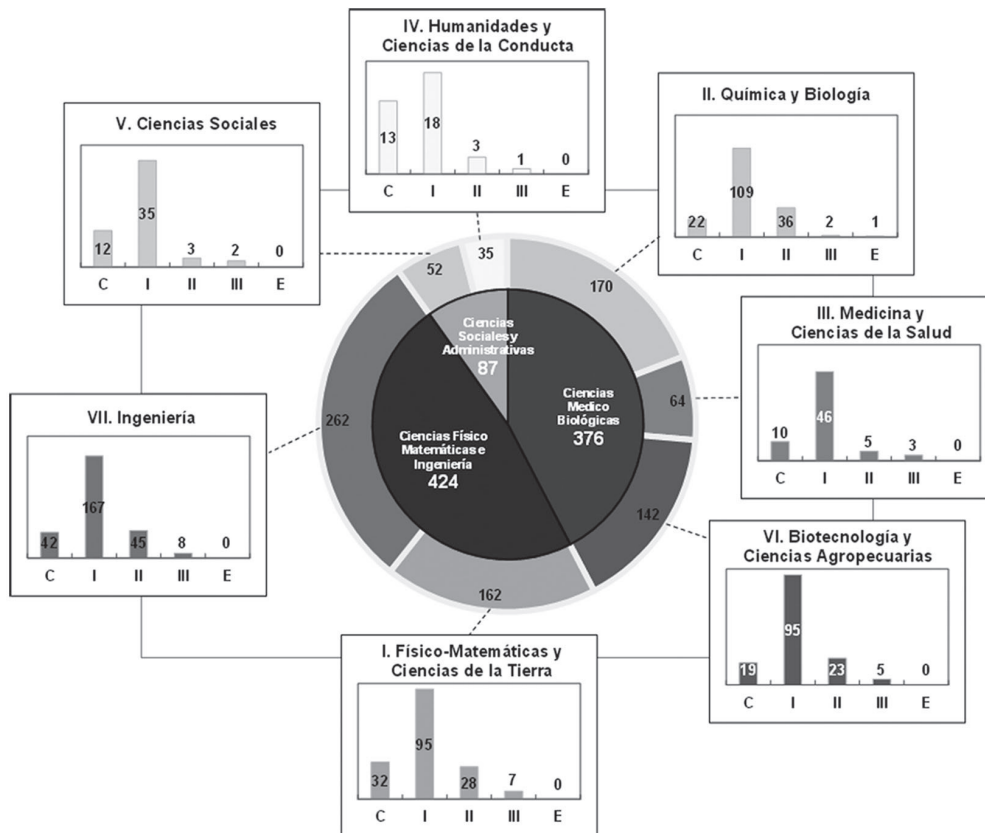 IV. Humanidades y
Ciencias de la Conducta
13
18
3
1
0
C I II III E
V. Ciencias Sociales
12
35
3
2
0
C I II III E
II. Química y Biología
22
109
36
2
1
C I II III E
III. Medicina y
Ciencias de la Salud
10
46
5
3
0
C I II III E
VII. Ingeniería
42
167
45
8
0
C I II III E
VI. Biotecnología y
Ciencias Agropecuarias
19
95
23
5
0
C I II III E
I. Físico-Matemáticas y
Ciencias de la Tierra
32
95
28
7
0
C I II III E
52
35
170
64
142
162
262
Ciencias
Sociales y
Administrativas
87
Ciencias
Medico
Biológicas
376
Ciencias Físico
Matemáticas e
Ingeniería
424